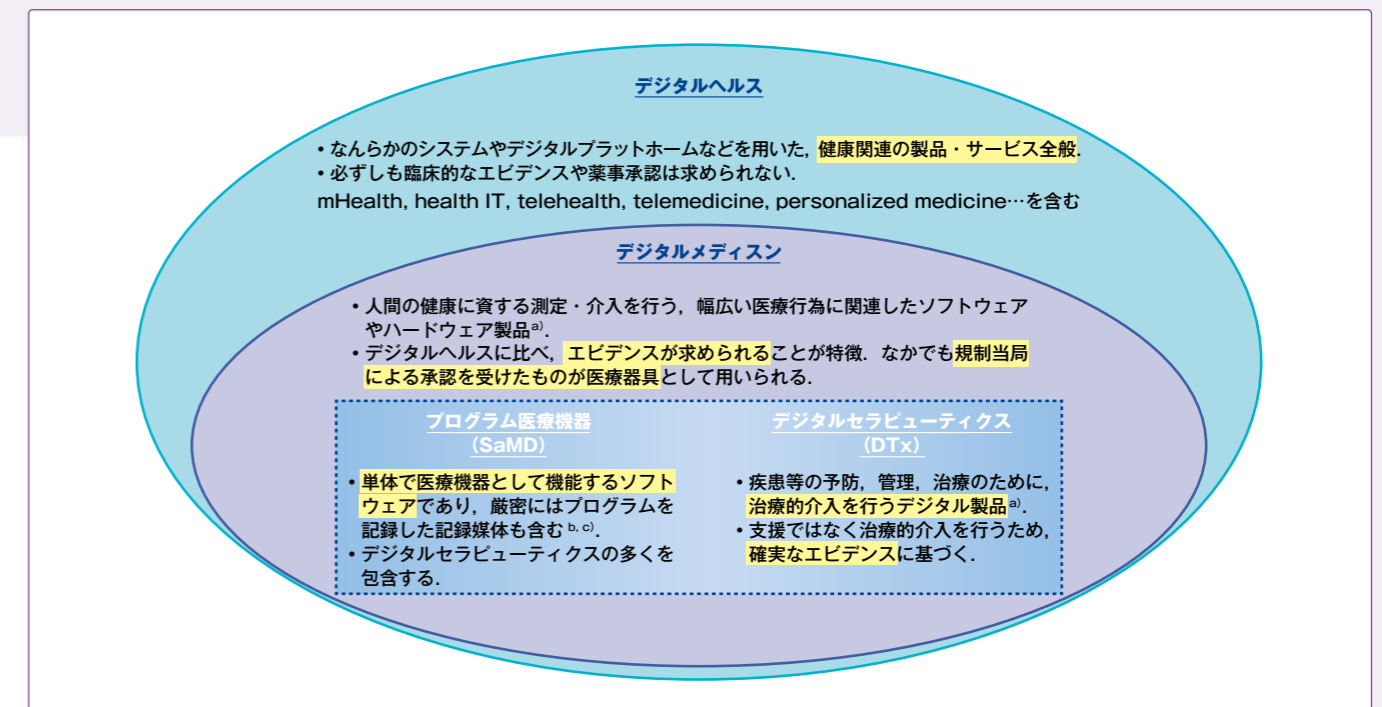 デジタルヘルス
• なんらかのシステムやデジタルプラットホームなどを用いた，健康関連の製品・サービス全般．
• 必ずしも臨床的なエビデンスや薬事承認は求められない．
mHealth, health IT, telehealth, telemedicine, personalized medicine…を含む
デジタルメディスン
• 人間の健康に資する測定・介入を行う，幅広い医療行為に関連したソフトウェア
やハードウェア製品a)．
• デジタルヘルスに比べ，エビデンスが求められることが特徴．なかでも規制当局
による承認を受けたものが医療器具として用いられる．
プログラム医療機器
(SaMD)
• 単体で医療機器として機能するソフト
ウェアであり，厳密にはプログラムを
記録した記録媒体も含む b, c)．
• デジタルセラピューティクスの多くを
包含する．
デジタルセラピューティクス
(DTx)
• 疾患等の予防，管理，治療のために，
治療的介入を行うデジタル製品a)．
• 支援ではなく治療的介入を行うため，
確実なエビデンスに基づく．